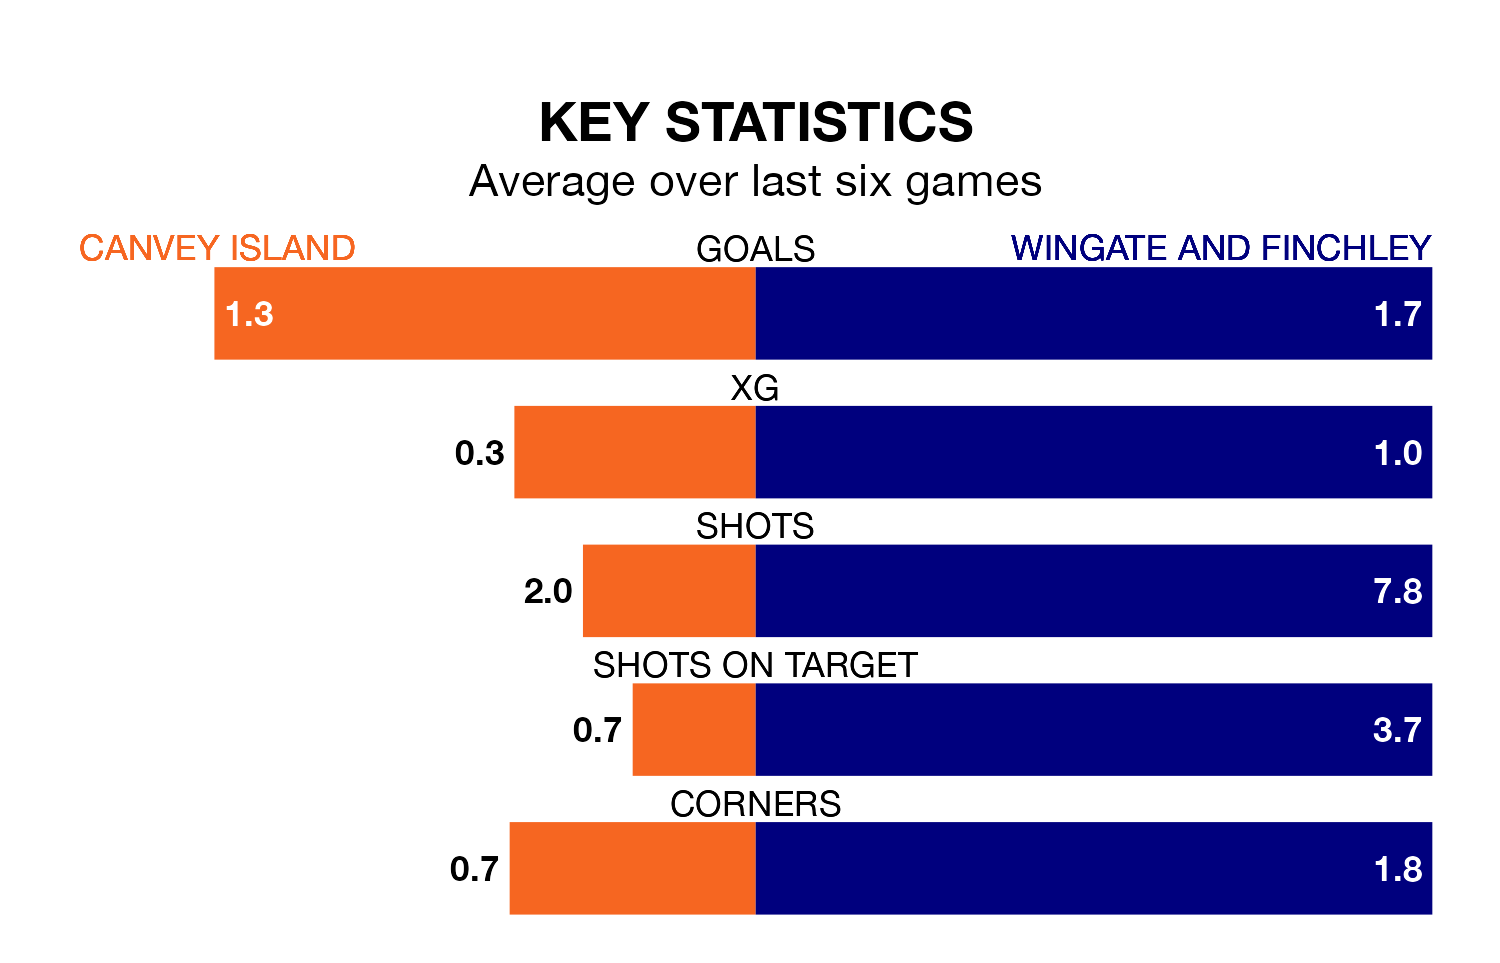 KEY STATISTICS
Average over last six games
CANVEY ISLAND GOALS WINGATE AND FINCHLEY
1.3 1.7
XG
0.3 1.0
SHOTS
2.0 7.8
SHOTS ON TARGET
0.7 3.7
CORNERS
0.7 1.8